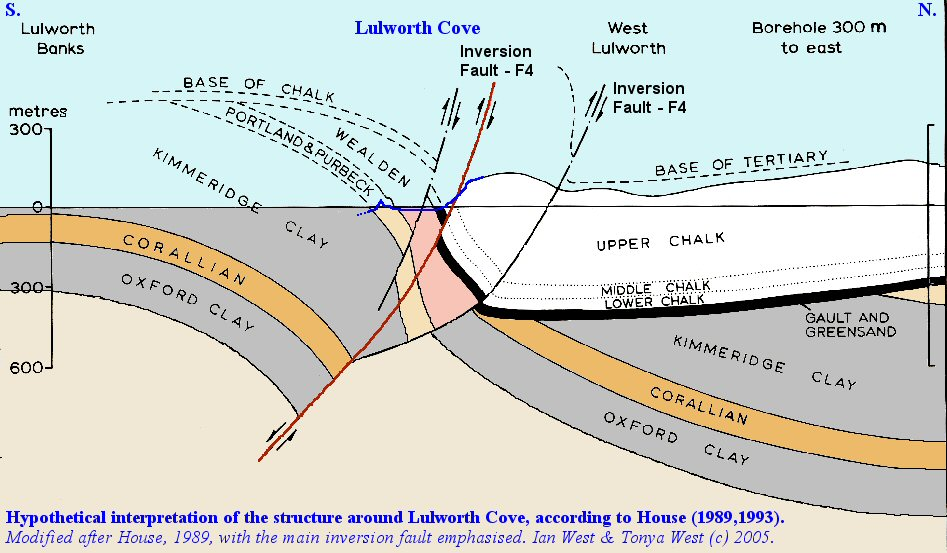 S.
N.
Lulworth
Banks
Lulworth Cove
West
Lulworth
Borehole 300 m
to east
Inversion
Fault - F4
Inversion
Fault - F4
metres
300
0
300
600
BASE OF CHALK
WEALDEN
PORTLAND & PURBECK
KIMMERIDGE CLAY
CORALLIAN
OXFORD CLAY
BASE OF TERTIARY
UPPER CHALK
MIDDLE CHALK
LOWER CHALK
GAULT AND
GREENSAND
KIMMERIDGE CLAY
CORALLIAN
OXFORD CLAY
Hypothetical interpretation of the structure around Lulworth Cove, according to House (1989,1993).
Modified after House, 1989, with the main inversion fault emphasised. Ian West & Tonya West (c) 2005.